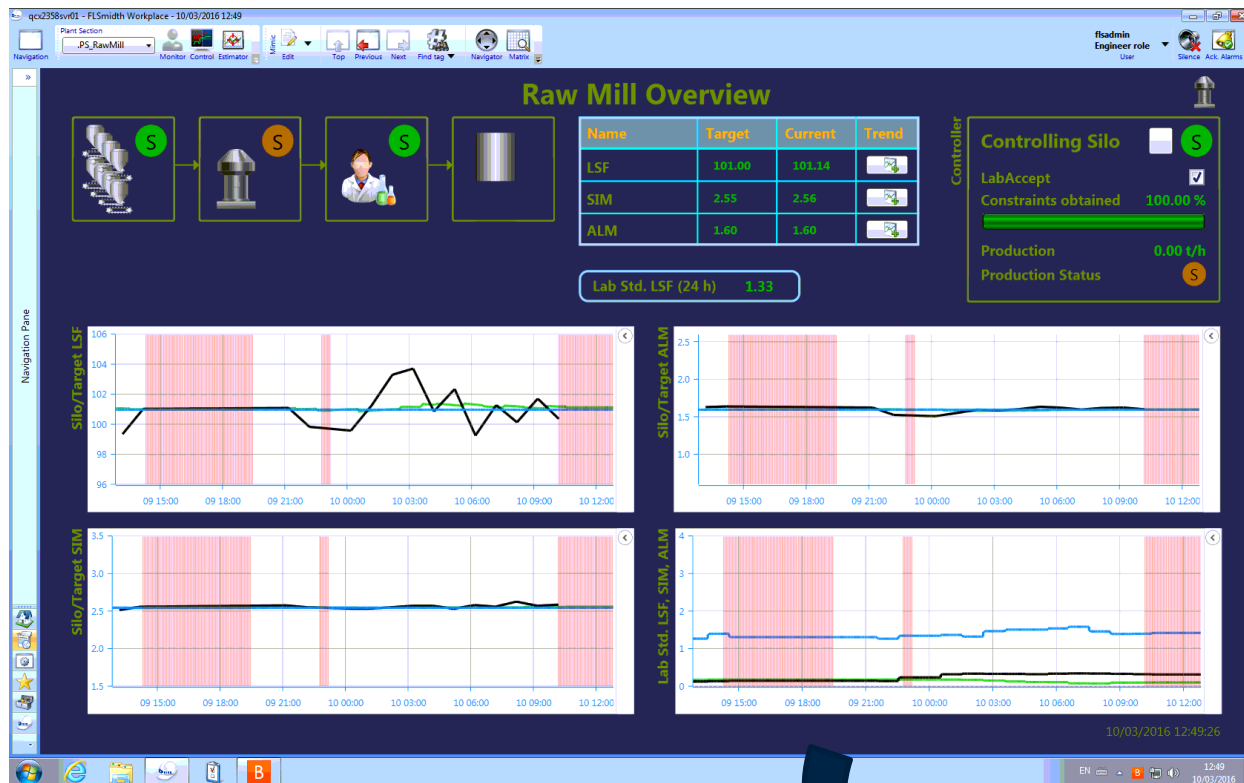 qcx2358svr01 - FLSmidth Workplace - 10/03/2016 12:49
Plant Section
.PS_RawMill
Navigation
Monitor
Control
Estimator
Mimic
Edit
Top
Previous
Next
Find tag
Navigator
Matrix
flsadmin
Engineer role
User
Silence
Ack. Alarms
Navigation Pane
Raw Mill Overview
S
S
S
Name Target Current Trend
LSF 101.00 101.14
SIM 2.55 2.56
ALM 1.60 1.60
Lab Std. LSF (24 h) 1.33
Controller
Controlling Silo S
LabAccept
Constraints obtained 100.00 %
Production 0.00 t/h
Production Status S
Silo/Target LSF
106
104
102
100
98
96
09 15:00 09 18:00 09 21:00 10 00:00 10 03:00 10 06:00 10 09:00 10 12:00
Silo/Target ALM
2.5
2.0
1.5
1.0
09 15:00 09 18:00 09 21:00 10 00:00 10 03:00 10 06:00 10 09:00 10 12:00
Silo/Target SIM
3.5
3.0
2.5
2.0
1.5
09 15:00 09 18:00 09 21:00 10 00:00 10 03:00 10 06:00 10 09:00 10 12:00
Lab Std. LSF, SIM, ALM
4
3
2
1
0
09 15:00 09 18:00 09 21:00 10 00:00 10 03:00 10 06:00 10 09:00 10 12:00
10/03/2016 12:49:26
B
EN
B
12:49
10/03/2016